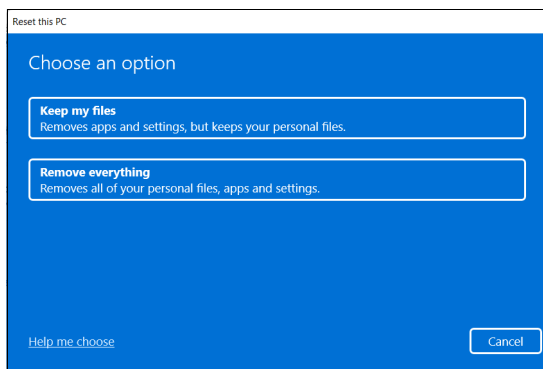 Reset this PC
Choose an option
Keep my files
Removes apps and settings, but keeps your personal files.
Remove everything
Removes all of your personal files, apps and settings.
Help me choose
Cancel